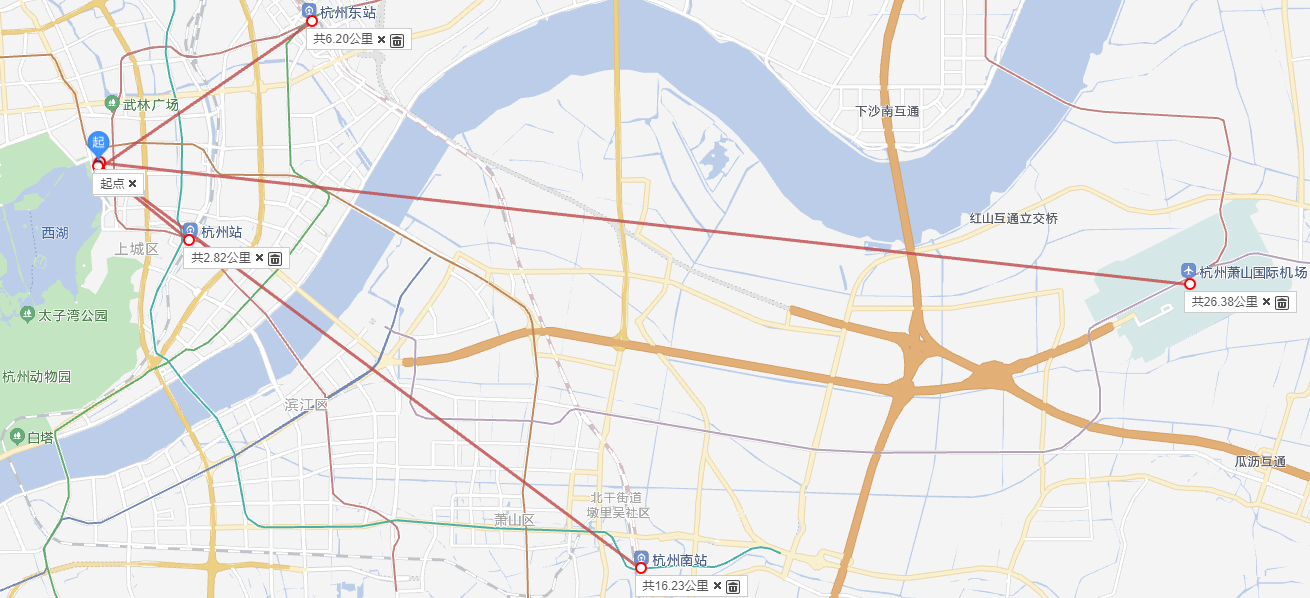 杭州东站
共6.20公里
武林广场
下沙南互通
起
起点
西湖
杭州站
上城区
共2.82公里
红山互通立交桥
杭州萧山国际机场
共26.38公里
太子湾公园
杭州动物园
滨江区
白塔
瓜沥互通
北干街道
墩里吴社区
萧山区
杭州南站
共16.23公里